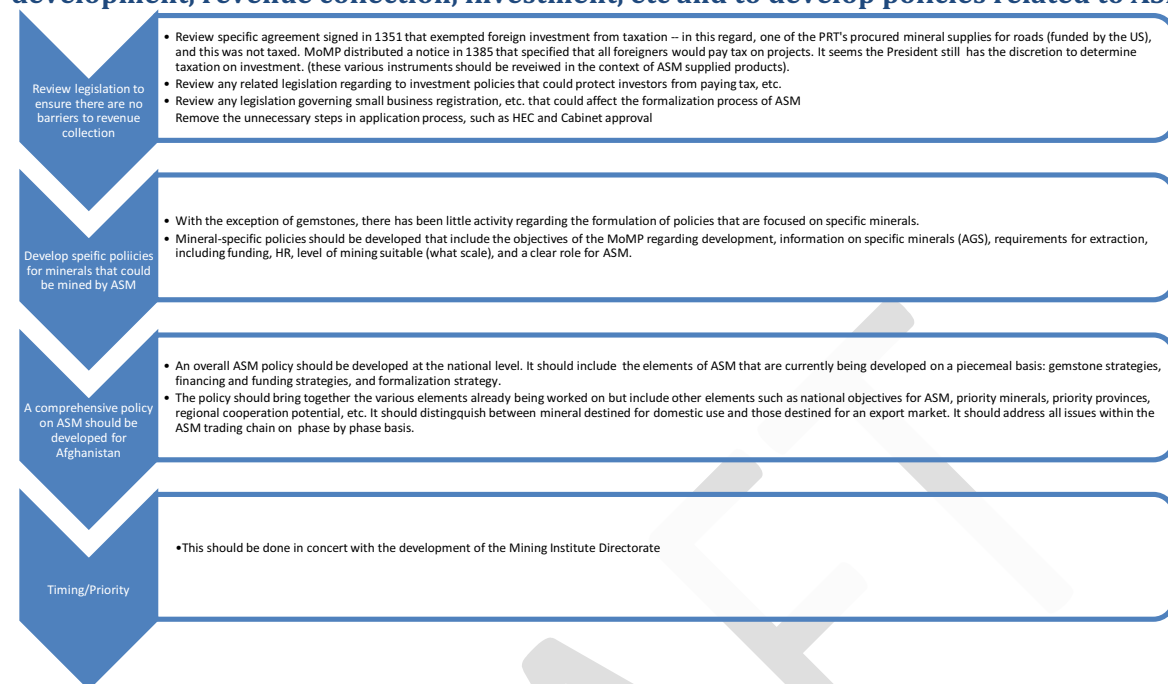 development, revenue collection, investment, etc and to develop policies related to AS
Review legislation to
ensure there are no
barriers to revenue
collection
• Review specific agreement signed in 1351 that exempted foreign investment from taxation -- in this regard, one of the PRT's procured mineral supplies for roads (funded by the US),
and this was not taxed. MoMP distributed a notice in 1385 that specified that all foreigners would pay tax on projects. It seems the President still has the discretion to determine
taxation on investment. (these various instruments should be reveiwed in the context of ASM supplied products).
• Review any related legislation regarding to investment policies that could protect investors from paying tax, etc.
• Review any legislation governing small business registration, etc. that could affect the formalization process of ASM
Remove the unnecessary steps in application process, such as HEC and Cabinet approval
Develop speific poliicies
for minerals that could
be mined by ASM
• With the exception of gemstones, there has been little activity regarding the formulation of policies that are focused on specific minerals.
• Mineral-specific policies should be developed that include the objectives of the MoMP regarding development, information on specific minerals (AGS), requirements for extraction,
including funding, HR, level of mining suitable (what scale), and a clear role for ASM.
A comprehensive policy
on ASM should be
developed for
Afghanistan
• An overall ASM policy should be developed at the national level. It should include the elements of ASM that are currently being developed on a piecemeal basis: gemstone strategies,
financing and funding strategies, and formalization strategy.
• The policy should bring together the various elements already being worked on but include other elements such as national objectives for ASM, priority minerals, priority provinces,
regional cooperation potential, etc. It should distinquish between mineral destined for domestic use and those destined for an export market. It should address all issues within the
ASM trading chain on phase by phase basis.
Timing/Priority
•This should be done in concert with the development of the Mining Institute Directorate